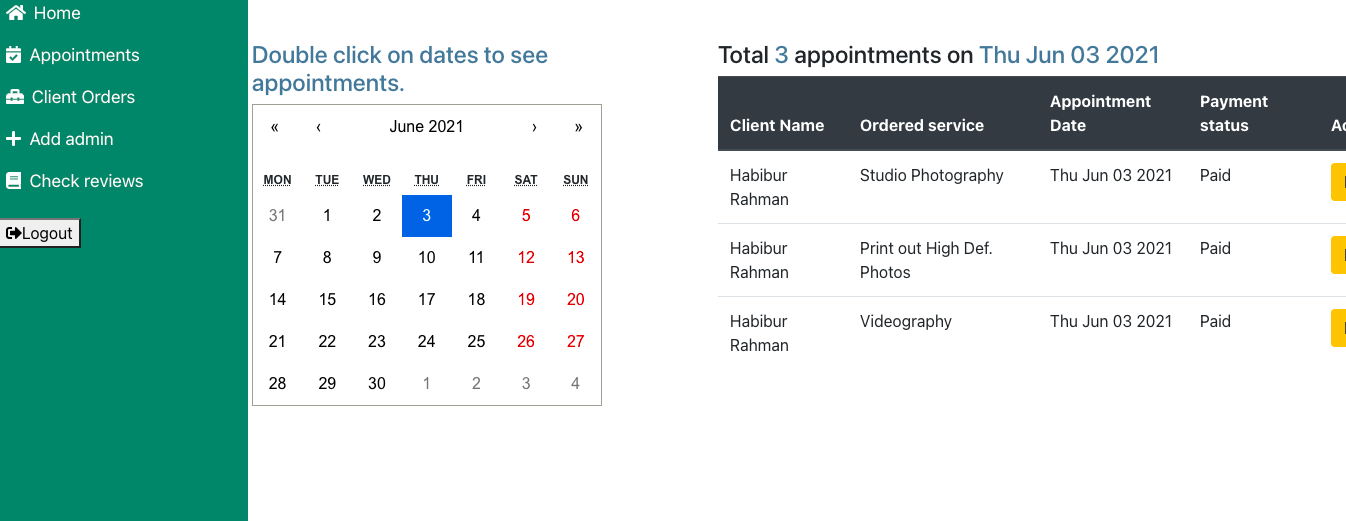 Home
Appointments
Client Orders
Add admin
Check reviews
Logout
Double click on dates to see
appointments.
« ‹ June 2021 › »
MON TUE WED THU FRI SAT SUN
31 1 2 3 4 5 6
7 8 9 10 11 12 13
14 15 16 17 18 19 20
21 22 23 24 25 26 27
28 29 30 1 2 3 4
Total 3 appointments on Thu Jun 03 2021
Client Name Ordered service Appointment Date Payment status
Habibur Rahman Studio Photography Thu Jun 03 2021 Paid
Habibur Rahman Print out High Def. Photos Thu Jun 03 2021 Paid
Habibur Rahman Videography Thu Jun 03 2021 Paid